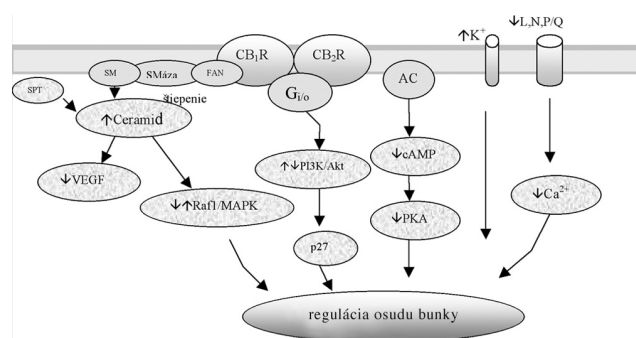 ↓L,N,P/Q
↑K+
CB1R
CB2R
SM
SMáza
FAN
AC
SPT
štiepenie
Gi/o
↑Ceramid
↑↓PI3K/Akt
↓cAMP
↓VEGF
↓↑Raf1/MAPK
↓PKA
↓Ca2+
p27
regulácia osudu bunky